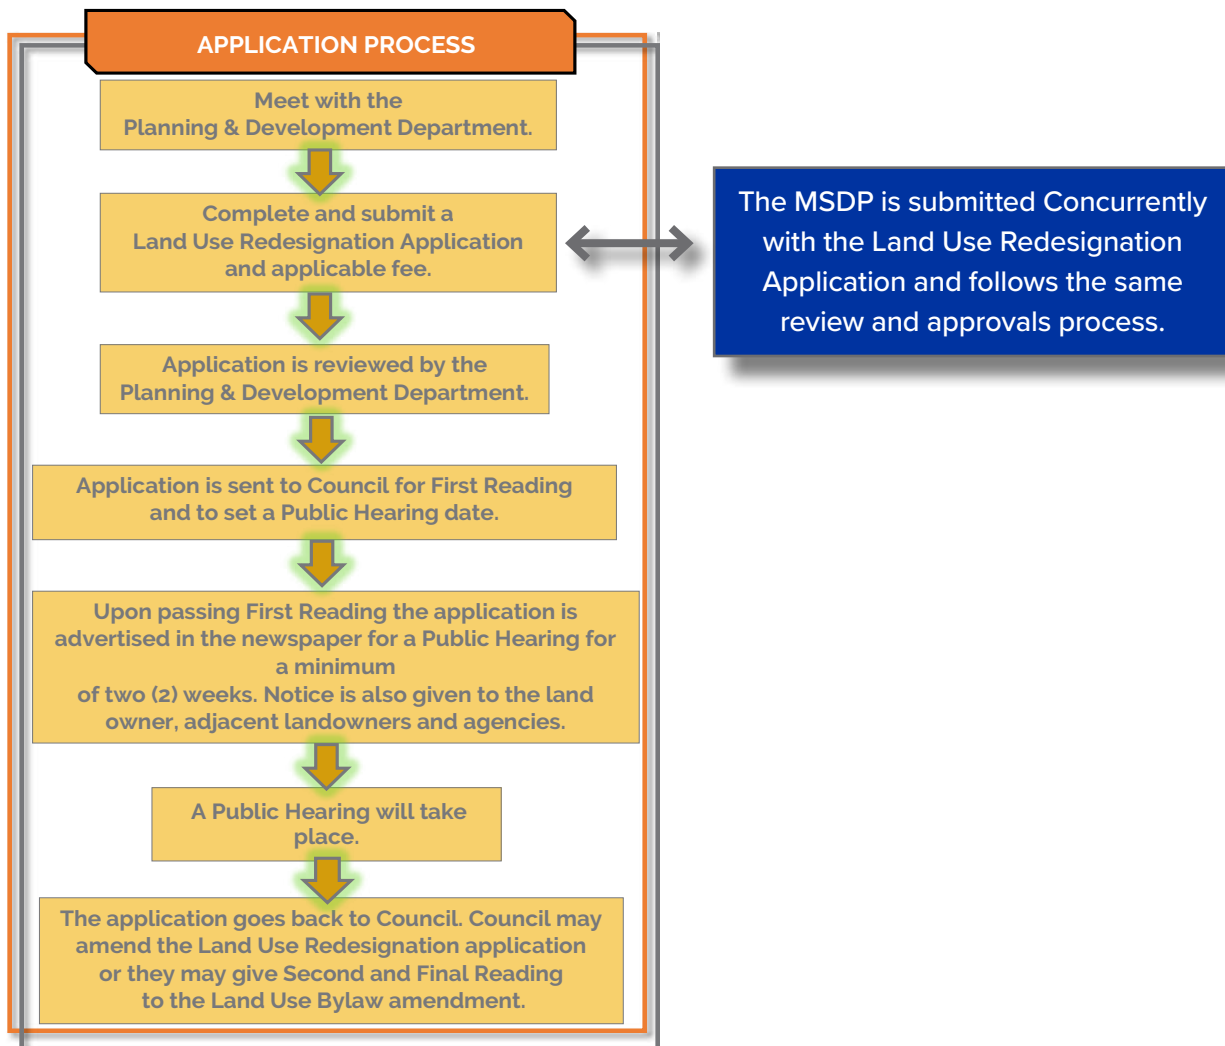 APPLICATION PROCESS
Meet with the
Planning & Development Department.
Complete and submit a
Land Use Redesignation Application
and applicable fee.
The MSDP is submitted Concurrently
with the Land Use Redesignation
Application and follows the same
review and approvals process.
Application is reviewed by the
Planning & Development Department.
Application is sent to Council for First Reading
and to set a Public Hearing date.
Upon passing First Reading the application is
advertised in the newspaper for a Public Hearing for
a minimum
of two (2) weeks. Notice is also given to the land
owner, adjacent landowners and agencies.
A Public Hearing will take
place.
The application goes back to Council. Council may
amend the Land Use Redesignation application
or they may give Second and Final Reading
to the Land Use Bylaw amendment.